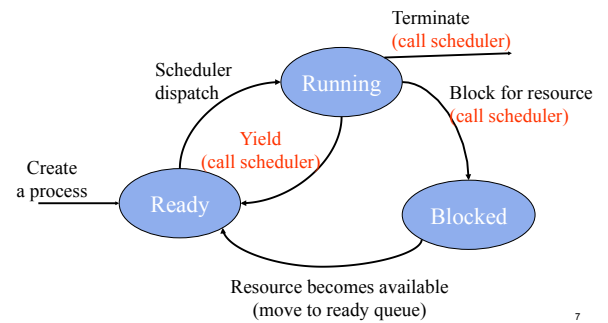 Terminate
(call scheduler)
Scheduler
dispatch
Running
Block for resource
(call scheduler)
Yield
(call scheduler)
Create
a process
Ready
Blocked
Resource becomes available
(move to ready queue)
7